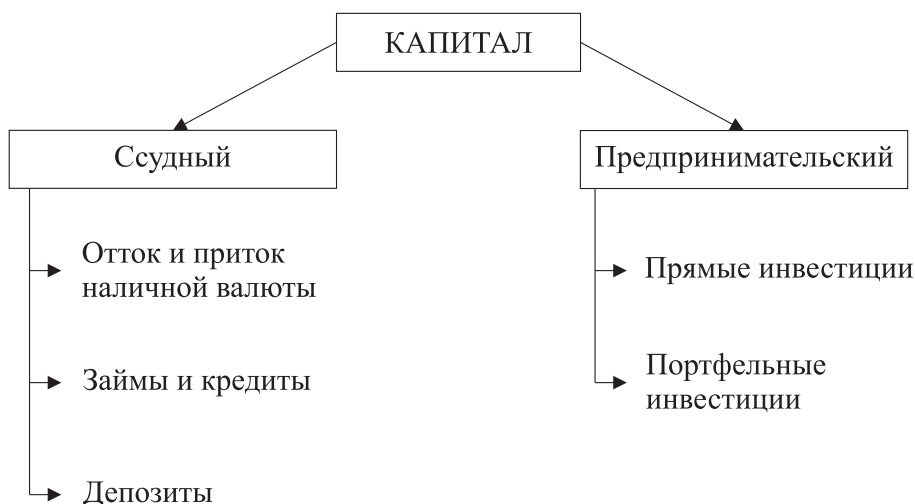 КАПИТАЛ
Ссудный
Предпринимательский
Отток и приток
наличной валюты
Займы и кредиты
Депозиты
Прямые инвестиции
Портфельные
инвестиции